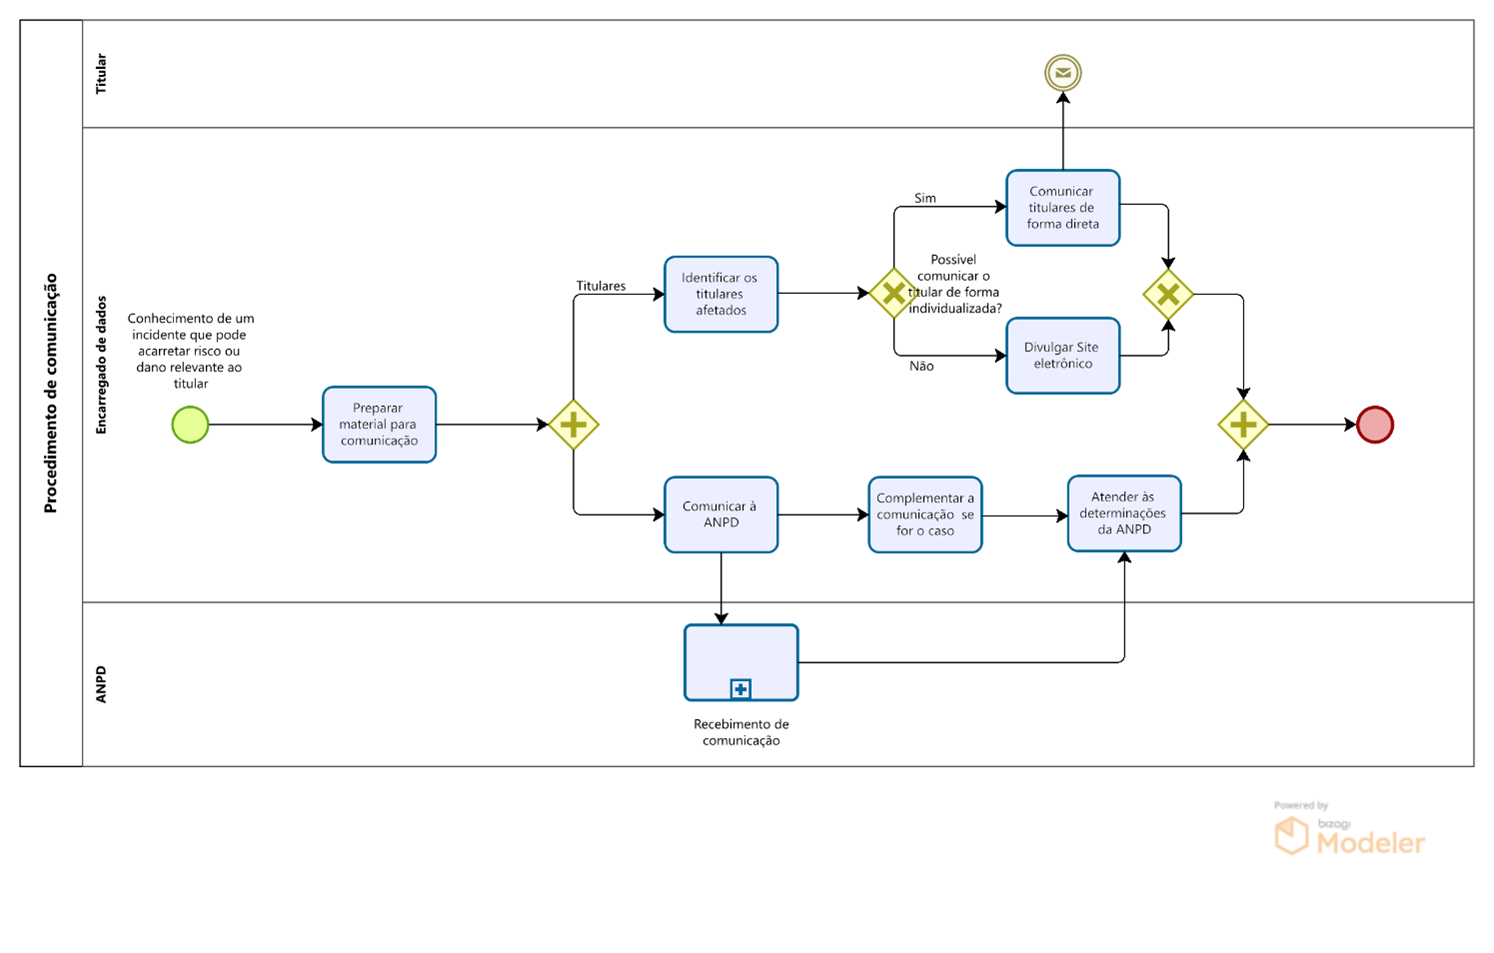 Procedimento de comunicação
Titular
Encarregado de dados
ANPD
Conhecimento de um
incidente que pode
acarretar risco ou
dano relevante ao
titular
Preparar
material para
comunicação
Titulares
Identificar os
titulares
afetados
Possível
comunicar o
titular de forma
individualizada?
Sim
Não
Comunicar
titulares de
forma direta
Divulgar Site
eletrônico
Comunicar à
ANPD
Complementar a
comunicação se
for o caso
Atender às
determinações
da ANPD
Recebimento de
comunicação
Powered by
bizagi
Modeler